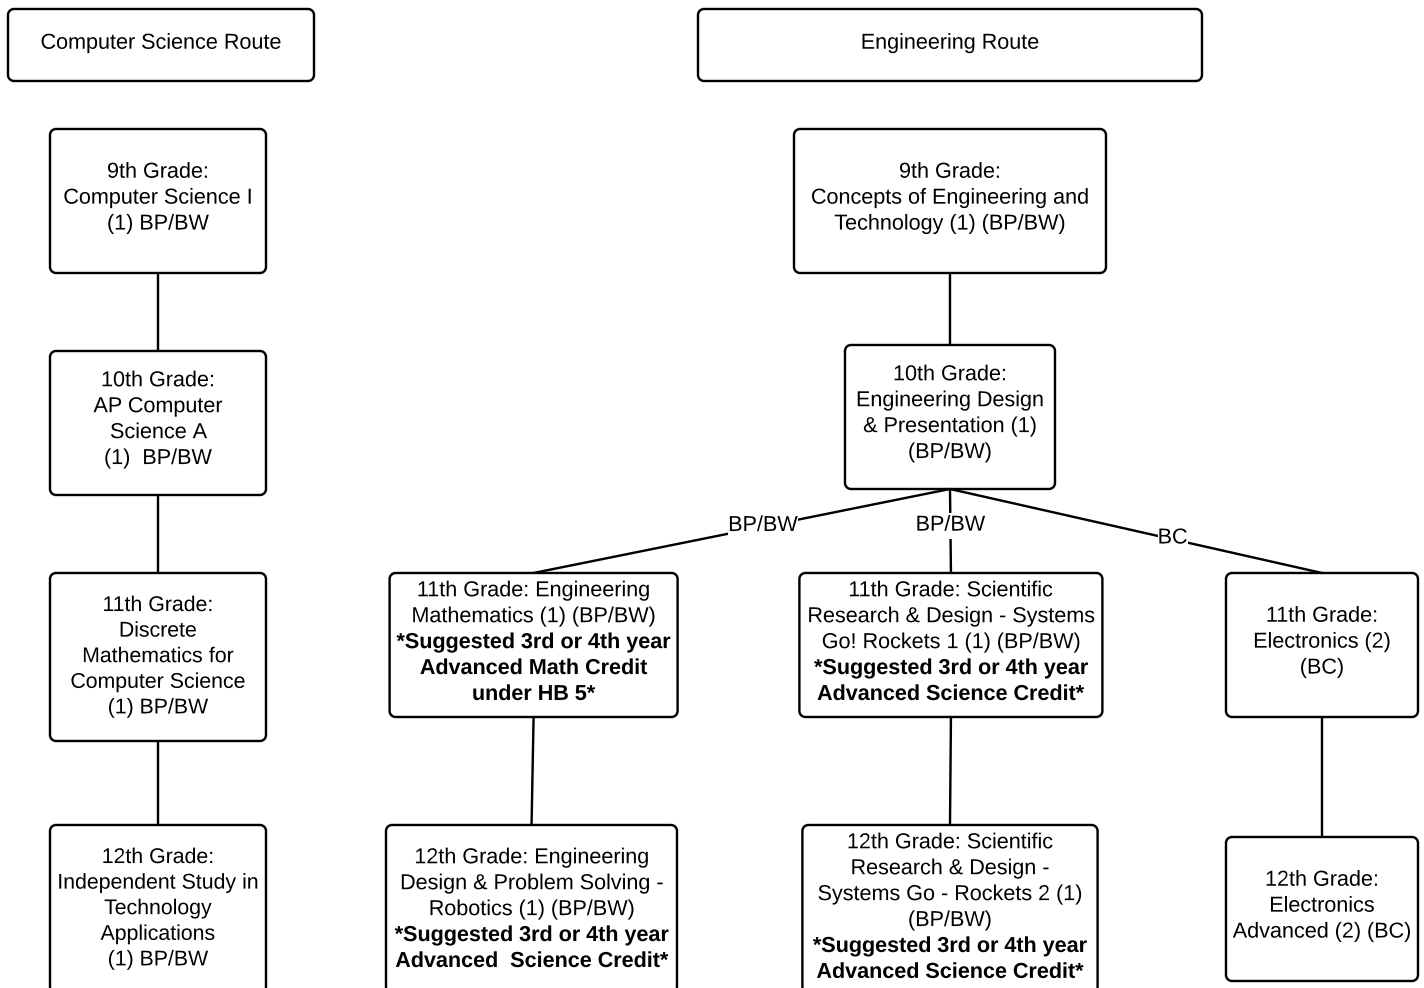 Computer Science Route
Engineering Route
9th Grade:
Computer Science I
(1) BP/BW
9th Grade:
Concepts of Engineering and
Technology (1) (BP/BW)
10th Grade:
AP Computer
Science A
(1)  BP/BW
10th Grade:
Engineering Design
& Presentation (1)
(BP/BW)
BP/BW
BP/BW
BC
11th Grade:
Discrete
Mathematics for
Computer Science
(1) BP/BW
11th Grade: Engineering
Mathematics (1) (BP/BW)
*Suggested 3rd or 4th year
Advanced Math Credit
under HB 5*
11th Grade: Scientific
Research & Design - Systems
Go! Rockets 1 (1) (BP/BW)
*Suggested 3rd or 4th year
Advanced Science Credit*
11th Grade:
Electronics (2)
(BC)
12th Grade:
Independent Study in
Technology
Applications
(1) BP/BW
12th Grade: Engineering
Design & Problem Solving -
Robotics (1) (BP/BW)
*Suggested 3rd or 4th year
Advanced  Science Credit*
12th Grade: Scientific
Research & Design -
Systems Go - Rockets 2 (1)
(BP/BW)
*Suggested 3rd or 4th year
Advanced Science Credit*
12th Grade:
Electronics
Advanced (2) (BC)